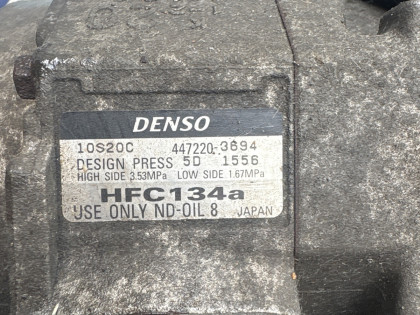 DENSO
10S20C 447220-3694
DESIGN PRESS 5D 1556
HIGH SIDE 3.53MPa LOW SIDE 1.67MPa
HFC134a
USE ONLY ND-OIL 8 JAPAN